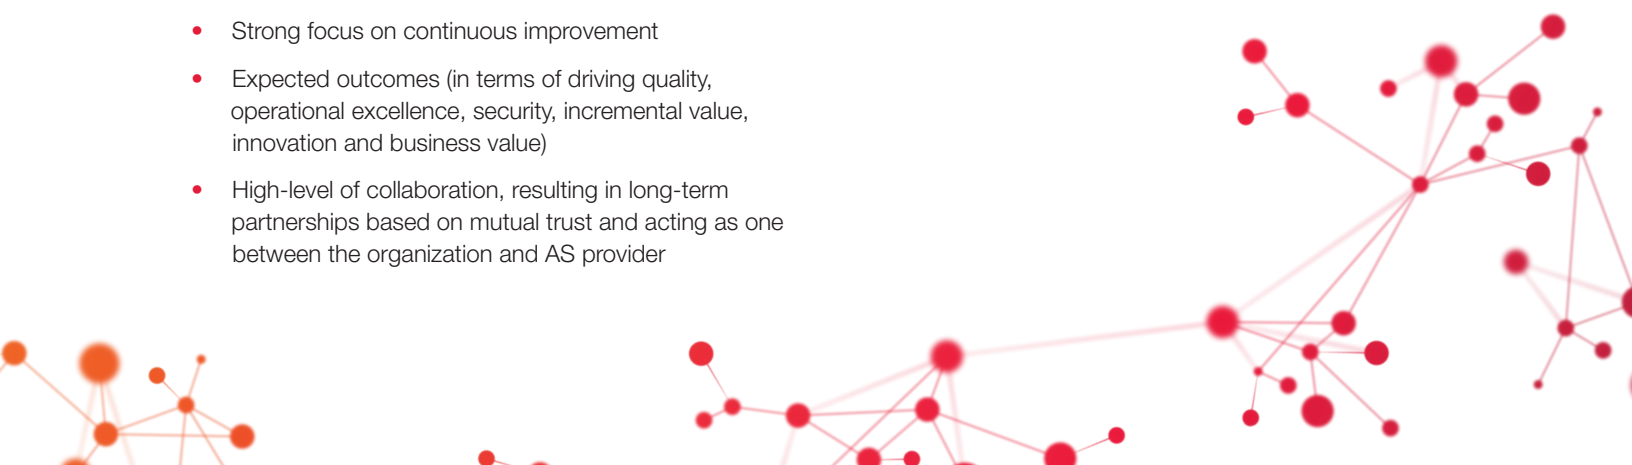 • Strong focus on continuous improvement
• Expected outcomes (in terms of driving quality,
operational excellence, security, incremental value,
innovation and business value)
• High-level of collaboration, resulting in long-term
partnerships based on mutual trust and acting as one
between the organization and AS provider